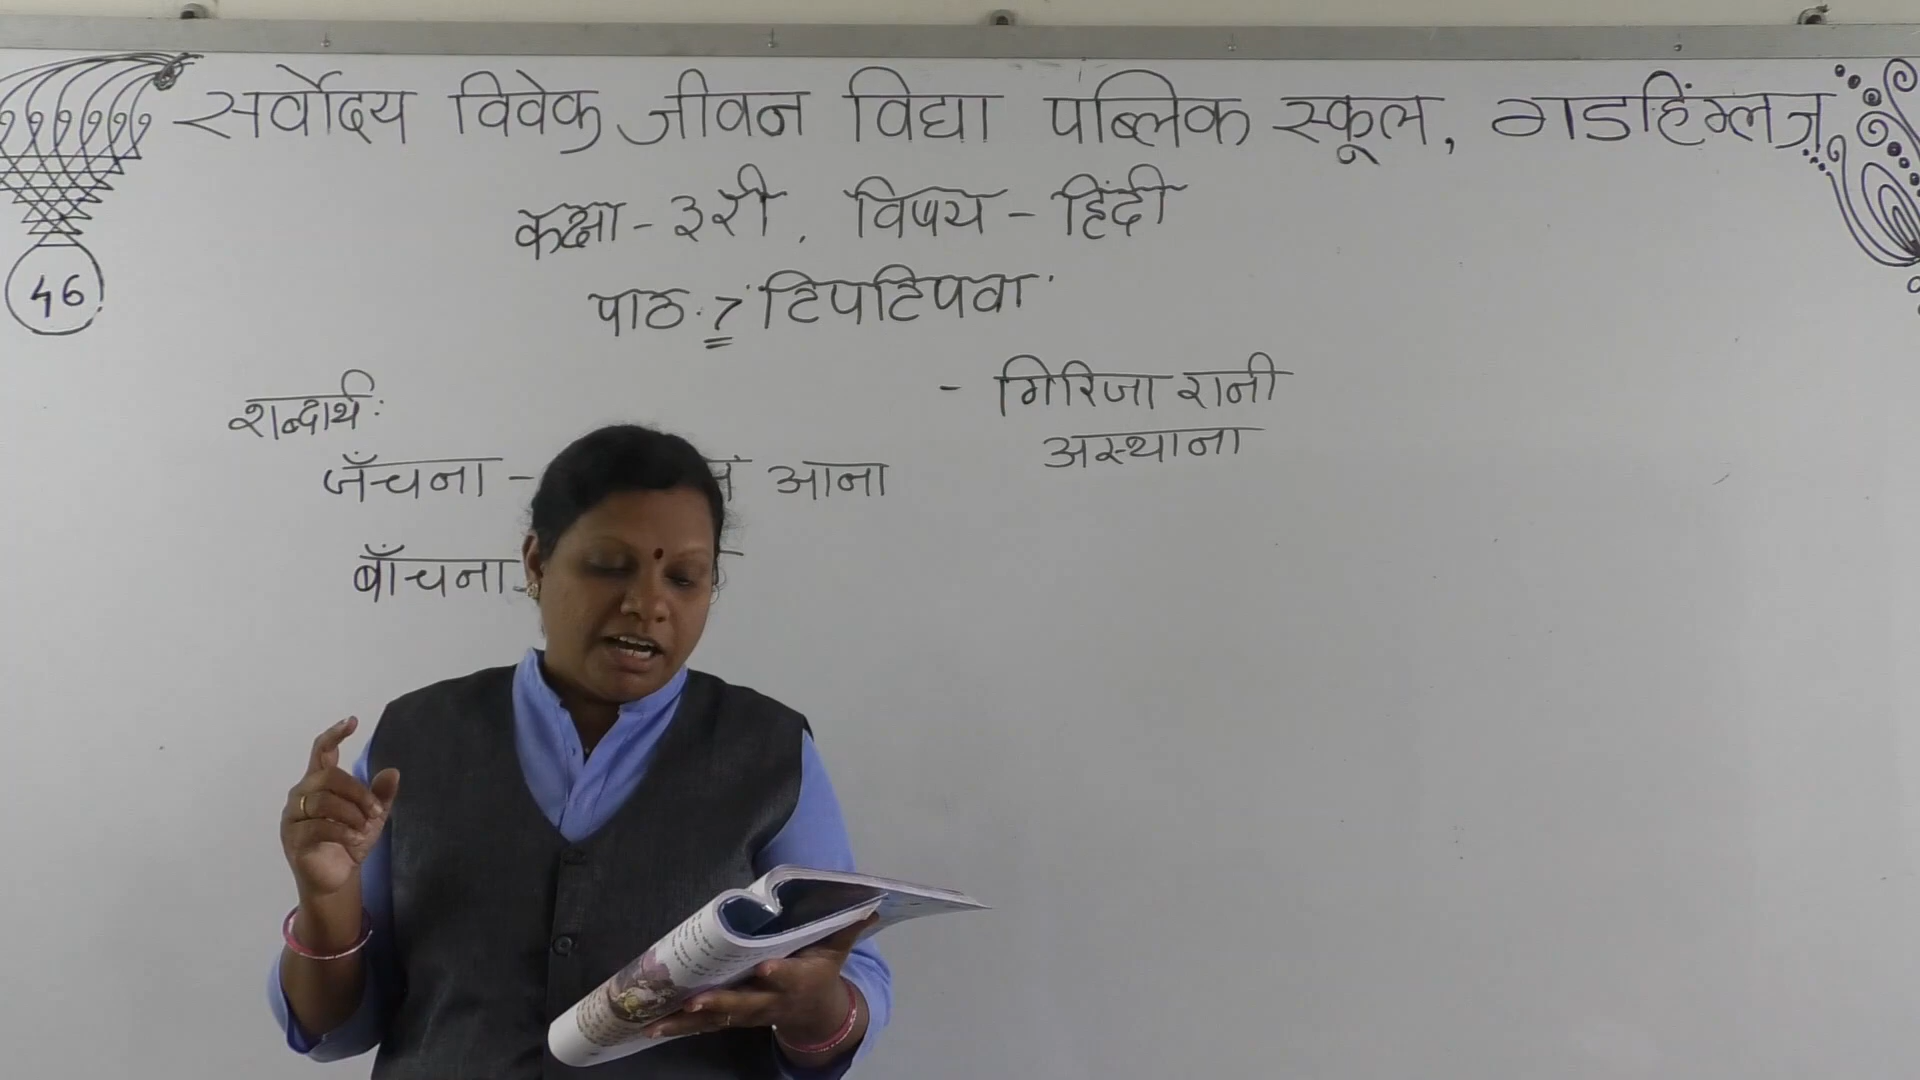 सर्वोदय विवेक जीवन विद्या पब्लिक स्कूल, गडहिंग्लज
कक्षा - ३री. विषय - हिंदी
46
पाठ. 7 टिपटिपवा
- गिरिजा रानी
अस्थाना
शब्दार्थ:
जँचना - आना
बाँचना -